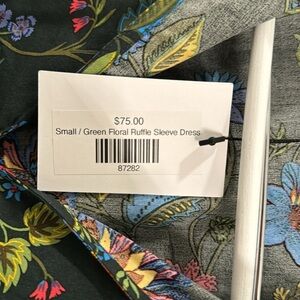 $75.00
Small / Green Floral Ruffle Sleeve Dress
87282